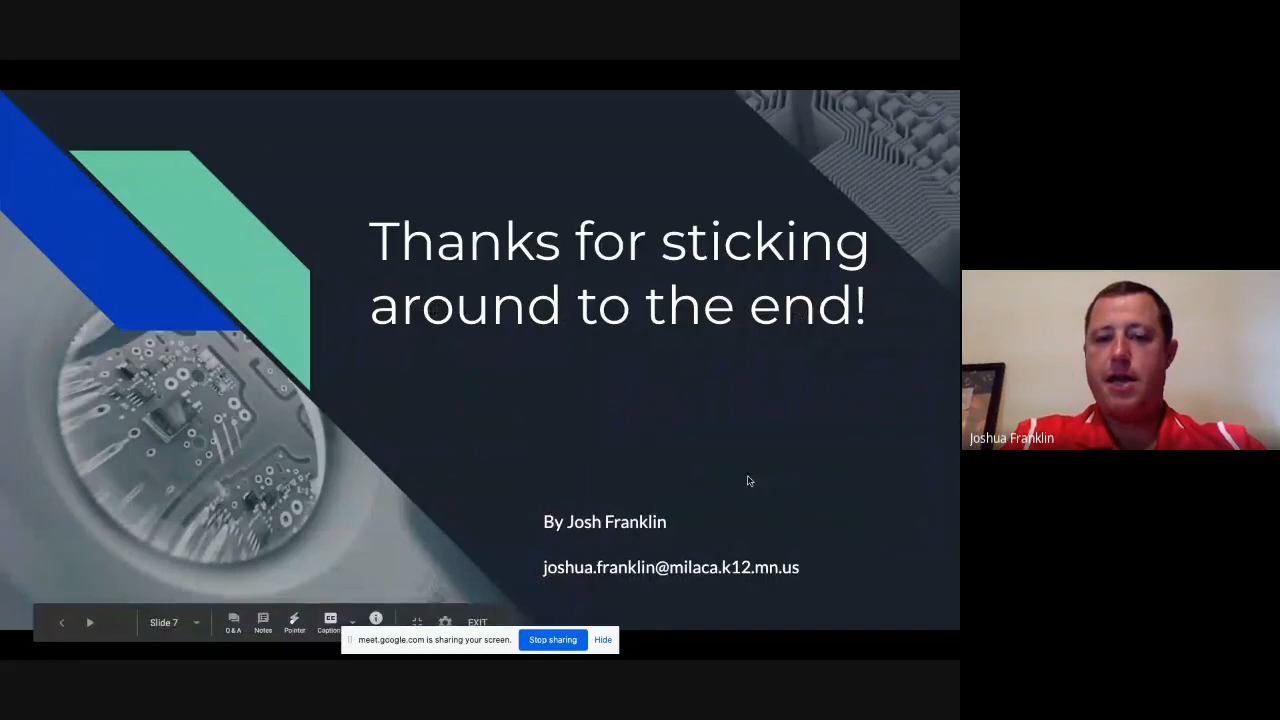 Thanks for sticking
around to the end!
Joshua Franklin
By Josh Franklin
joshua.franklin@milaca.k12.mn.us
Slide 7
Q & A
Notes
Pointer
Caption
EXIT
meet.google.com is sharing your screen.
Stop sharing
Hide